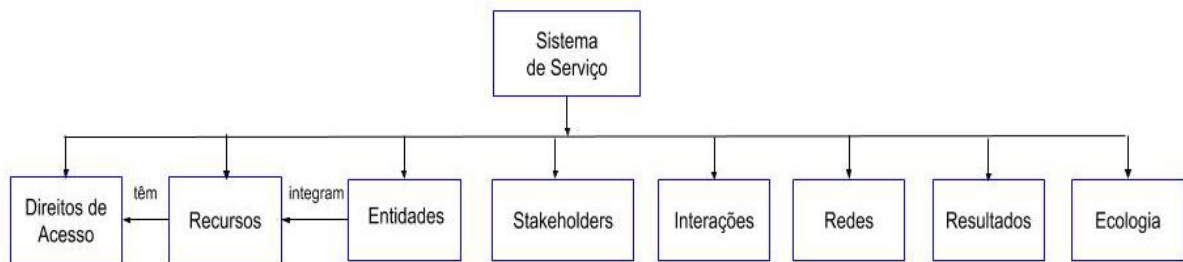 Sistema
de Serviço
têm
integram
Direitos de
Acesso
Recursos
Entidades
Stakeholders
Interações
Redes
Resultados
Ecologia